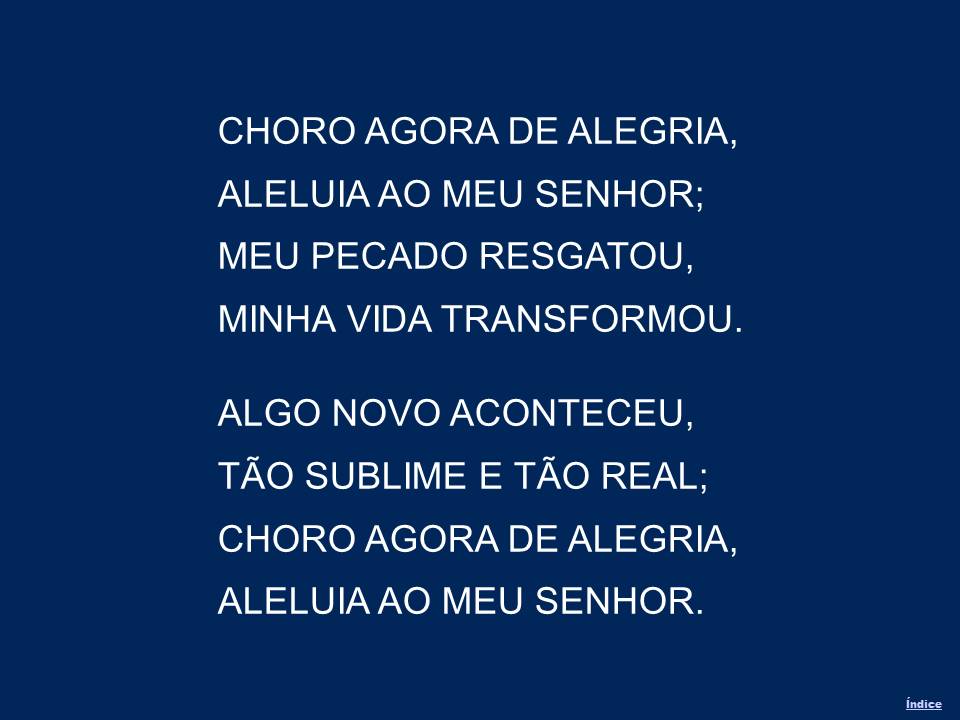 CHORO AGORA DE ALEGRIA,
ALELUIA AO MEU SENHOR;
MEU PECADO RESGATOU,
MINHA VIDA TRANSFORMOU.
ALGO NOVO ACONTECEU,
TÃO SUBLIME E TÃO REAL;
CHORO AGORA DE ALEGRIA,
ALELUIA AO MEU SENHOR.
Índice